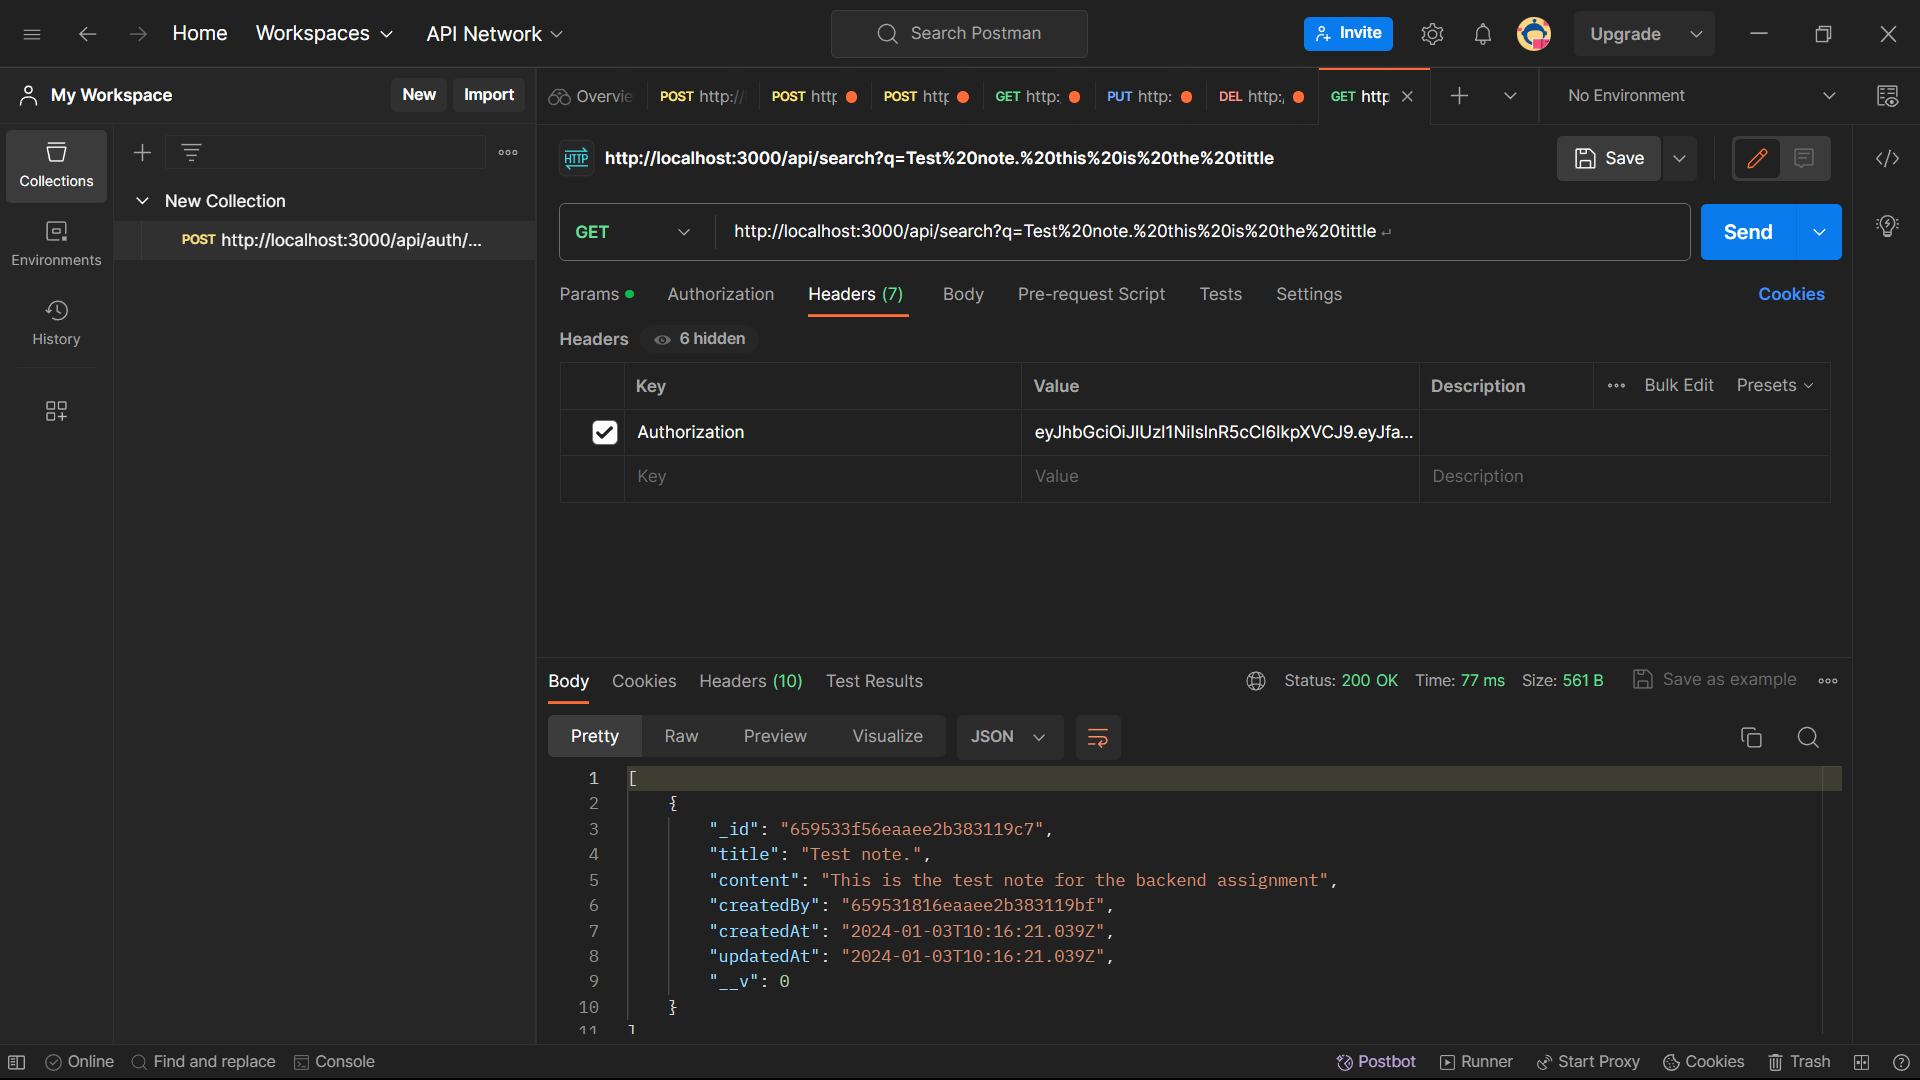 Home Workspaces API Network Search Postman Invite Upgrade
My Workspace New Import
Overvie POST http:// POST http POST http GET http: PUT http: DEL http:/ GET http No Environment
Collections
Environments
History
New Collection
POST http://localhost:3000/api/auth/...
HTTP http://localhost:3000/api/search?q=Test%20note.%20this%20is%20the%20tittle Save
GET http://localhost:3000/api/search?q=Test%20note.%20this%20is%20the%20tittle Send
Params Authorization Headers (7) Body Pre-request Script Tests Settings Cookies
Headers 6 hidden
Key Value Description Bulk Edit Presets
Authorization eyJhbGciOiJIUzI1NiIsInR5cCI6IkpXVCJ9.eyJfa...
Key Value Description
Body Cookies Headers (10) Test Results Status: 200 OK Time: 77 ms Size: 561 B Save as example
Pretty Raw Preview Visualize JSON
1 [
2 {
3 "_id": "659533f56eaaee2b383119c7",
4 "title": "Test note.",
5 "content": "This is the test note for the backend assignment",
6 "createdBy": "659531816eaaee2b383119bf",
7 "createdAt": "2024-01-03T10:16:21.039Z",
8 "updatedAt": "2024-01-03T10:16:21.039Z",
9 "__v": 0
10 }
11 ]
Online Find and replace Console Postbot Runner Start Proxy Cookies Trash